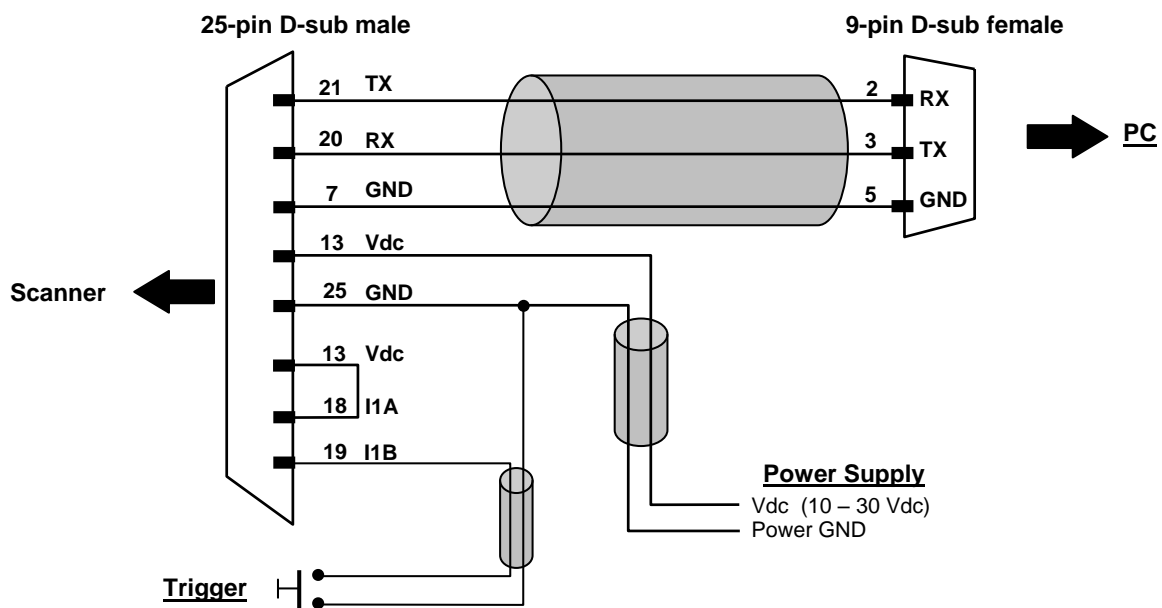 25-pin D-sub male
9-pin D-sub female
21 TX
2 RX
20 RX
3 TX
PC
7 GND
5 GND
13 Vdc
Scanner
25 GND
13 Vdc
18 I1A
19 I1B
Power Supply
Vdc (10 – 30 Vdc)
Power GND
Trigger